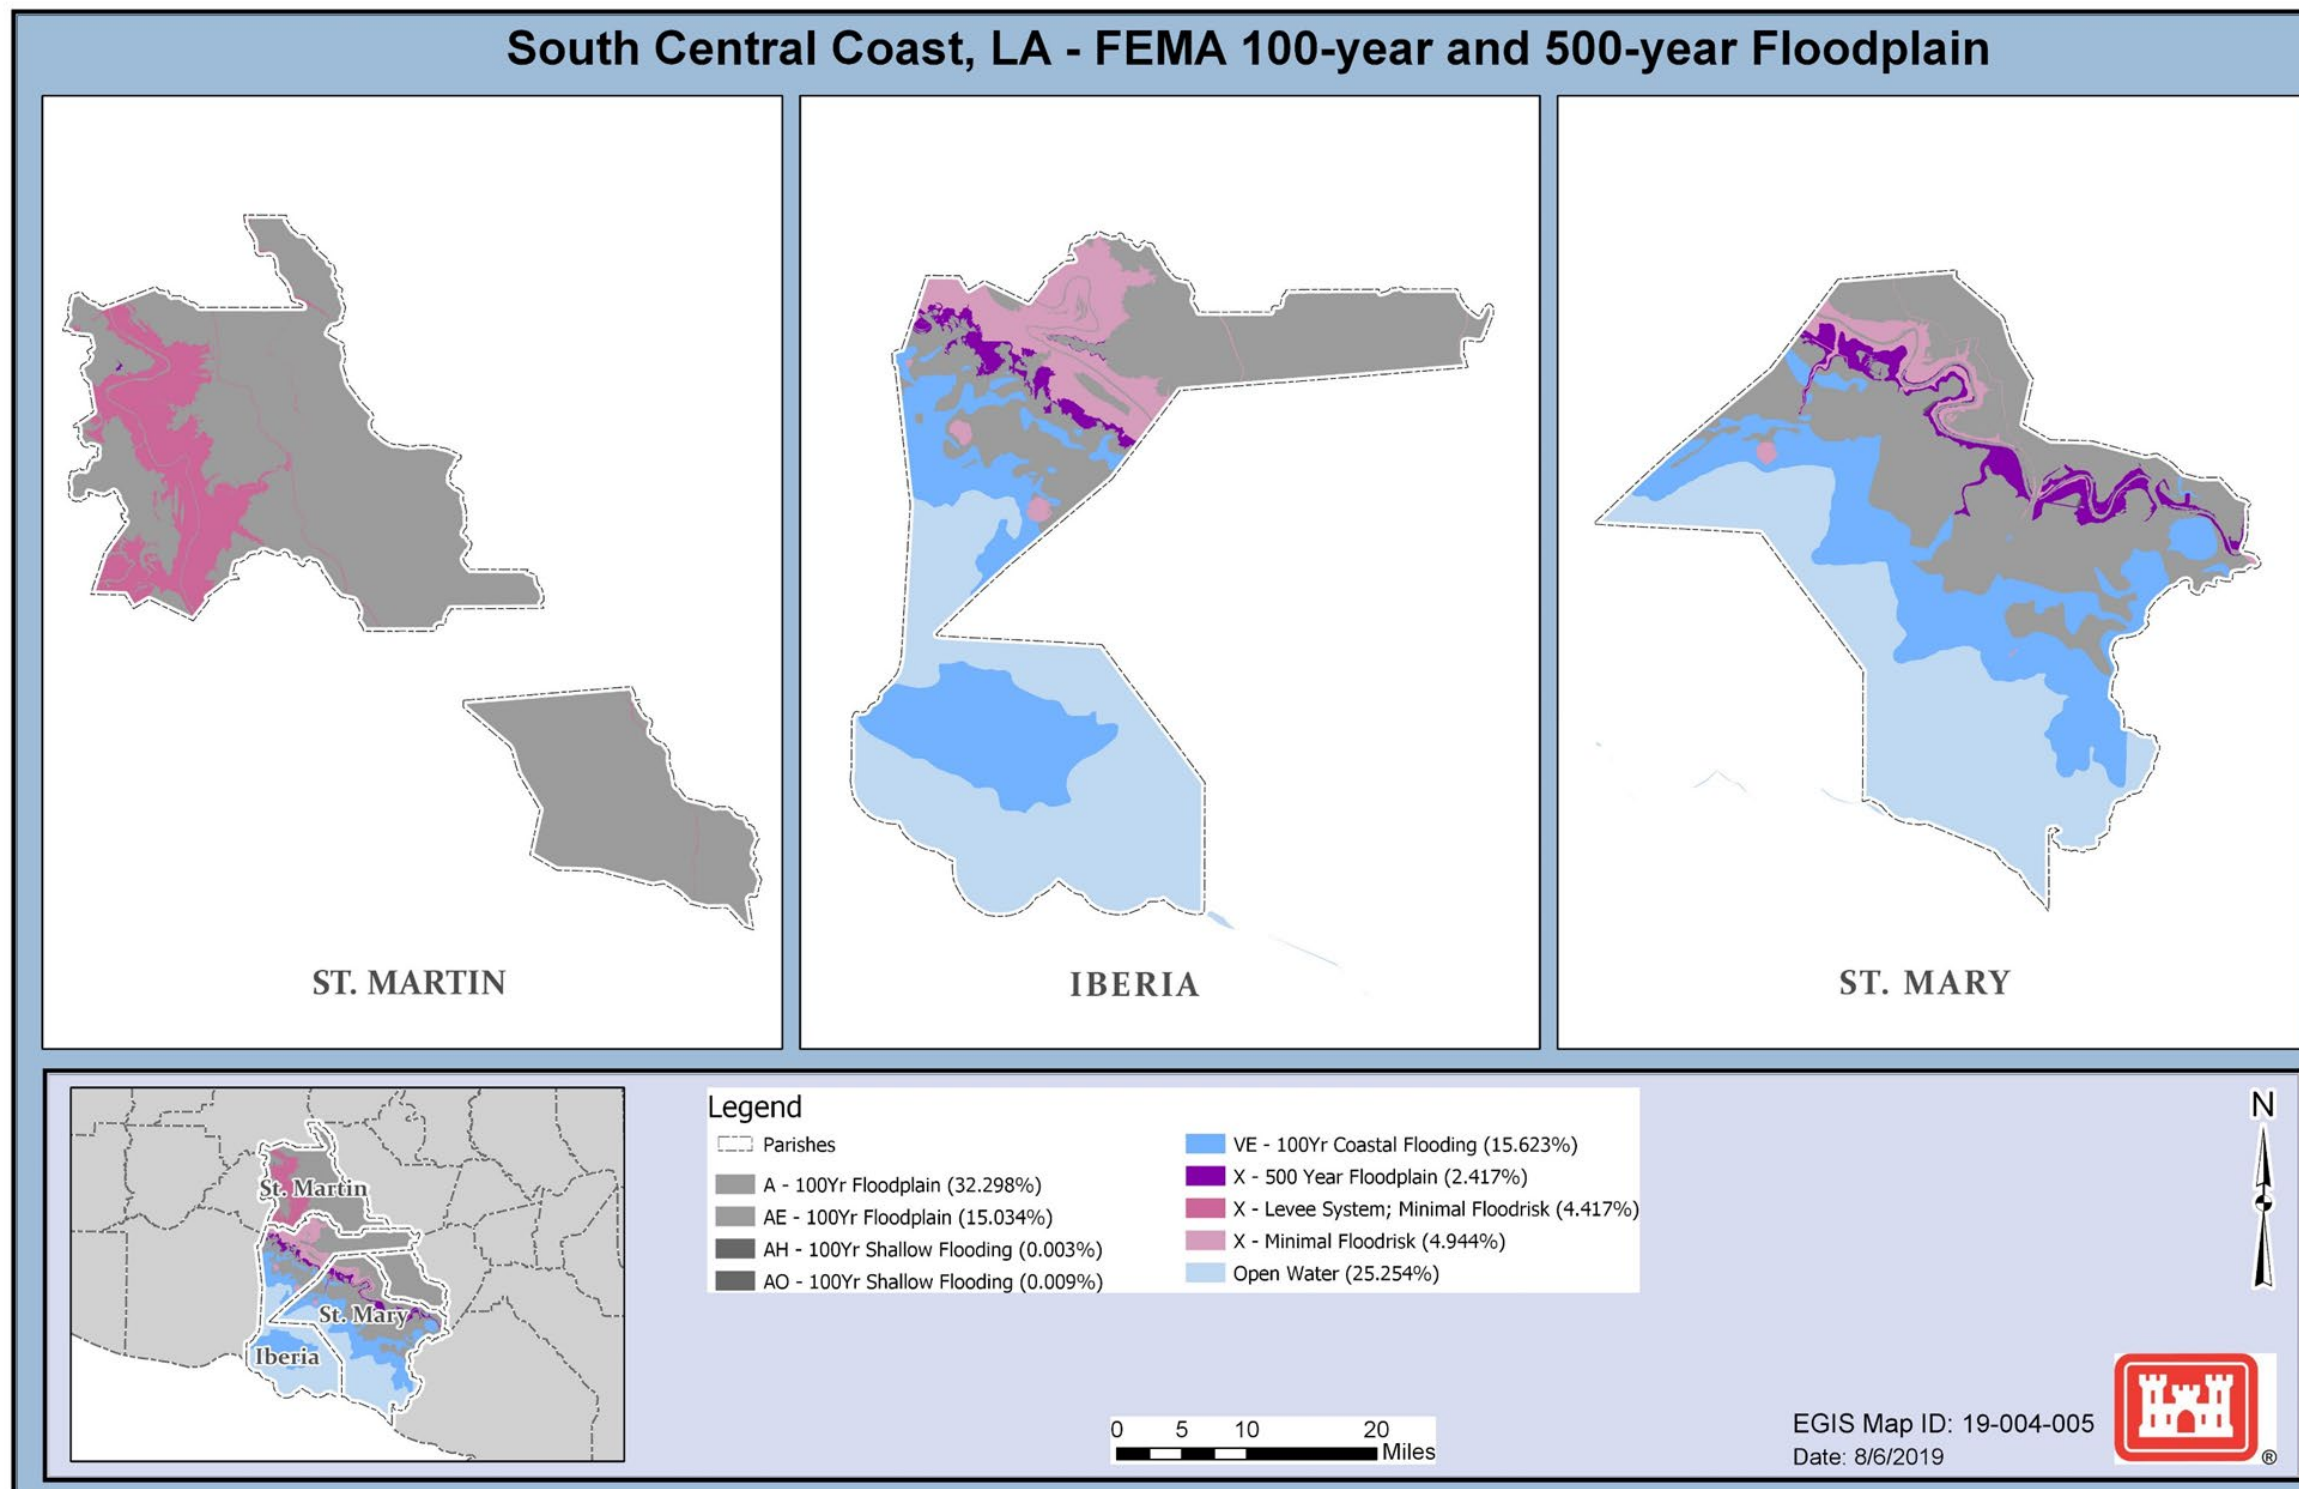 South Central Coast, LA - FEMA 100-year and 500-year Floodplain
ST. MARTIN
IBERIA
ST. MARY
St. Martin
St. Mary
Iberia
Legend
Parishes
A - 100Yr Floodplain (32.298%)
AE - 100Yr Floodplain (15.034%)
AH - 100Yr Shallow Flooding (0.003%)
AO - 100Yr Shallow Flooding (0.009%)
VE - 100Yr Coastal Flooding (15.623%)
X - 500 Year Floodplain (2.417%)
X - Levee System; Minimal Floodrisk (4.417%)
X - Minimal Floodrisk (4.944%)
Open Water (25.254%)
0 5 10 20
Miles
N
EGIS Map ID: 19-004-005
Date: 8/6/2019
®